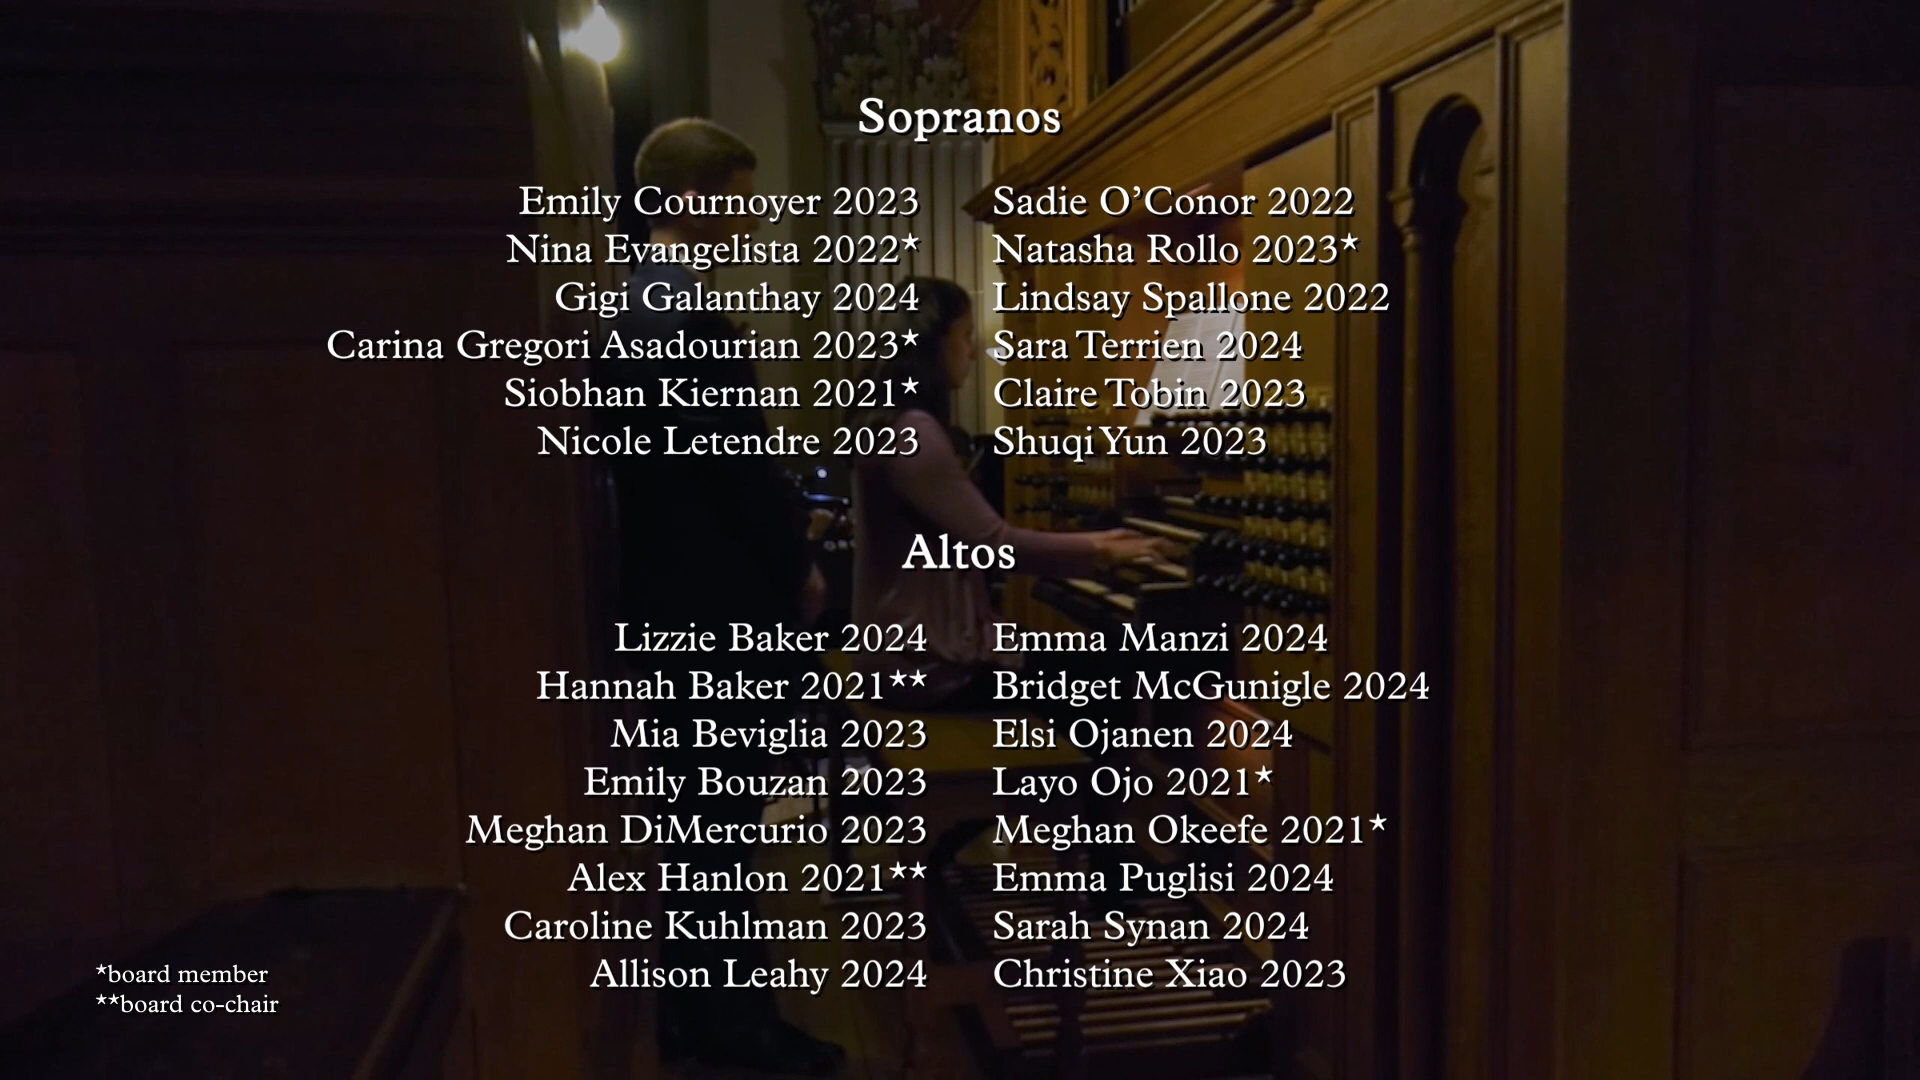 Sopranos
Emily Cournoyer 2023
Nina Evangelista 2022*
Gigi Galanthay 2024
Carina Gregori Asadourian 2023*
Siobhan Kiernan 2021*
Nicole Letendre 2023
Sadie O’Conor 2022
Natasha Rollo 2023*
Lindsay Spallone 2022
Sara Terrien 2024
Claire Tobin 2023
Shuqi Yun 2023
Altos
Lizzie Baker 2024
Hannah Baker 2021**
Mia Beviglia 2023
Emily Bouzan 2023
Meghan DiMercurio 2023
Alex Hanlon 2021**
Caroline Kuhlman 2023
Allison Leahy 2024
Emma Manzi 2024
Bridget McGunigle 2024
Elsi Ojanen 2024
Layo Ojo 2021*
Meghan Okeefe 2021*
Emma Puglisi 2024
Sarah Synan 2024
Christine Xiao 2023
*board member
**board co-chair